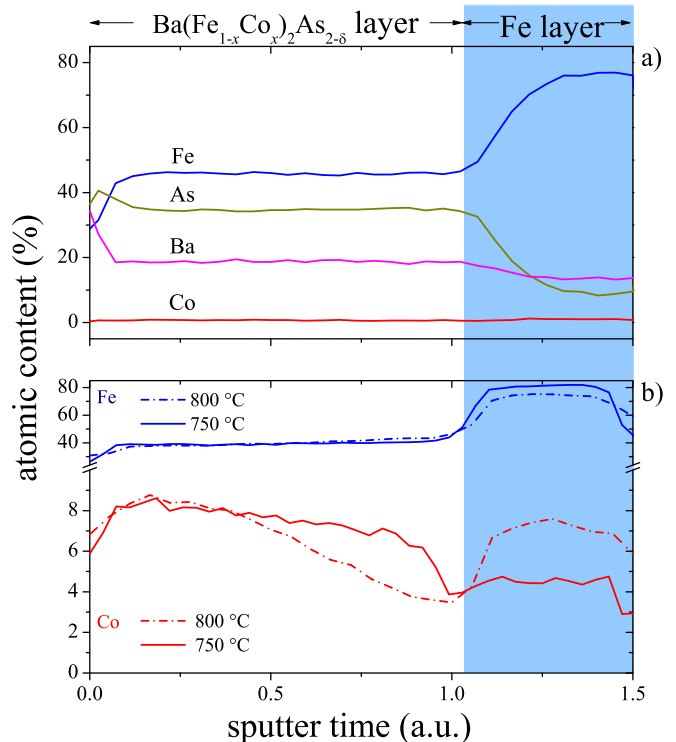 Ba(Fe1-xCox)2As2-δ layer
Fe layer
a)
80
60
40
20
0
Fe
As
Ba
Co
atomic content (%)
b)
80
60
40
20
8
6
4
2
0
Fe
800 °C
750 °C
Co
800 °C
750 °C
0.0
0.5
1.0
1.5
sputter time (a.u.)